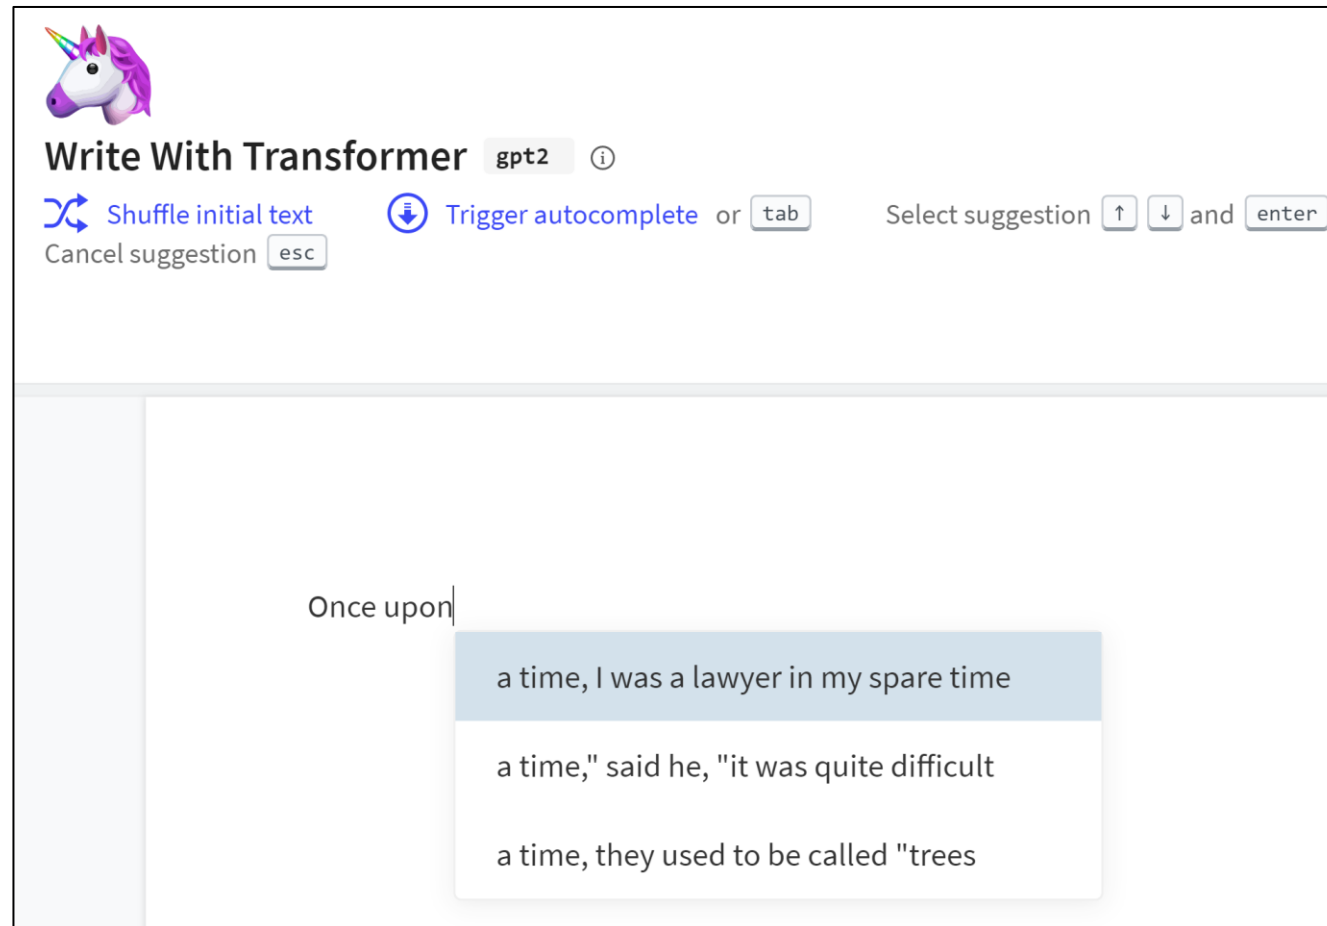 Write With Transformer gpt2
Shuffle initial text Trigger autocomplete or tab Select suggestion ↑ ↓ and enter
Cancel suggestion esc
Once upon
a time, I was a lawyer in my spare time
a time," said he, "it was quite difficult
a time, they used to be called "trees